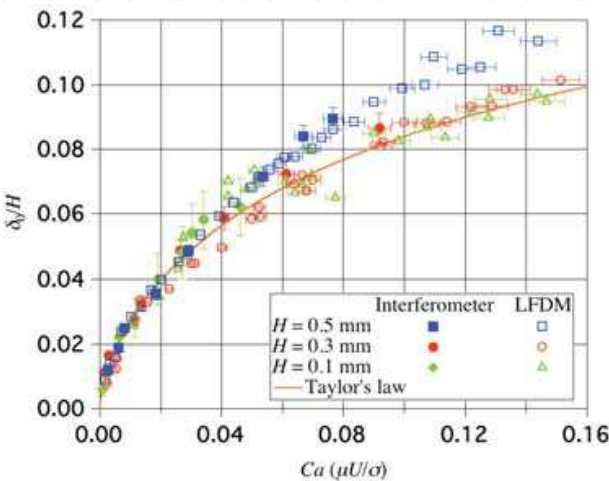 0.12
0.10
0.08
0.06
0.04
0.02
0.00
δ₀/H
0.00 0.04 0.08 0.12 0.16
Ca (μU/σ)
Interferometer LFDM
H = 0.5 mm
H = 0.3 mm
H = 0.1 mm
Taylor's law